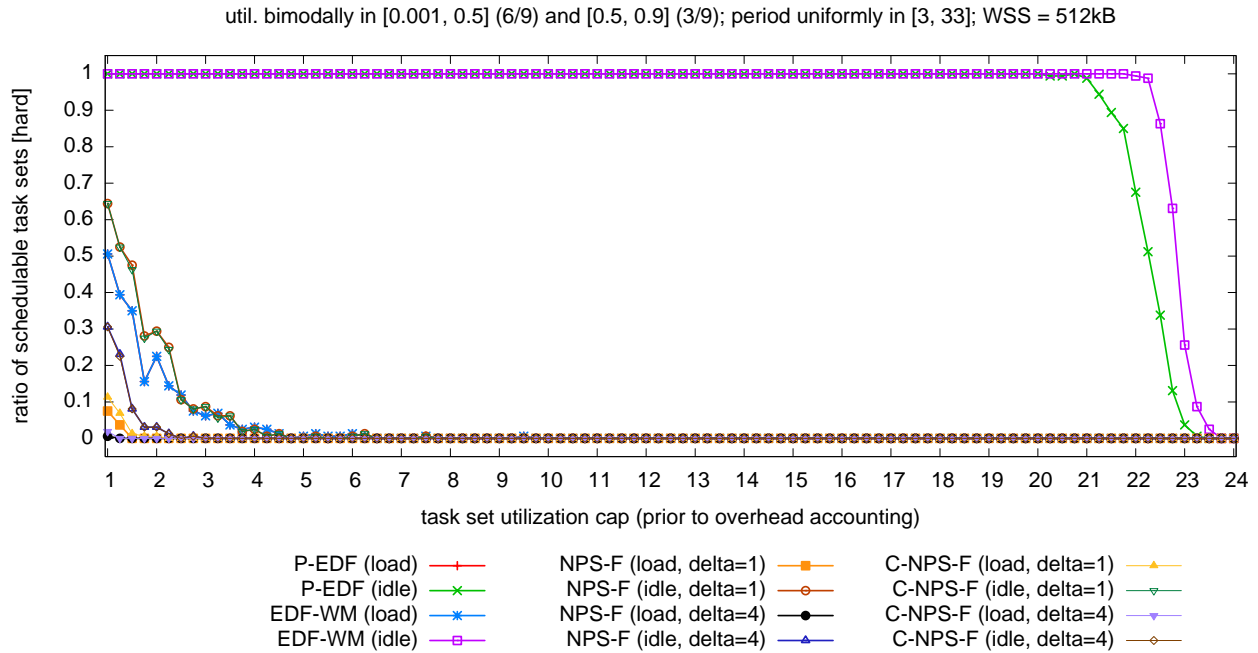 util. bimodally in [0.001, 0.5] (6/9) and [0.5, 0.9] (3/9); period uniformly in [3, 33]; WSS = 512kB
ratio of schedulable task sets [hard]
1
0.9
0.8
0.7
0.6
0.5
0.4
0.3
0.2
0.1
0
1 2 3 4 5 6 7 8 9 10 11 12 13 14 15 16 17 18 19 20 21 22 23 24
task set utilization cap (prior to overhead accounting)
P-EDF (load)
P-EDF (idle)
EDF-WM (load)
EDF-WM (idle)
NPS-F (load, delta=1)
NPS-F (idle, delta=1)
NPS-F (load, delta=4)
NPS-F (idle, delta=4)
C-NPS-F (load, delta=1)
C-NPS-F (idle, delta=1)
C-NPS-F (load, delta=4)
C-NPS-F (idle, delta=4)